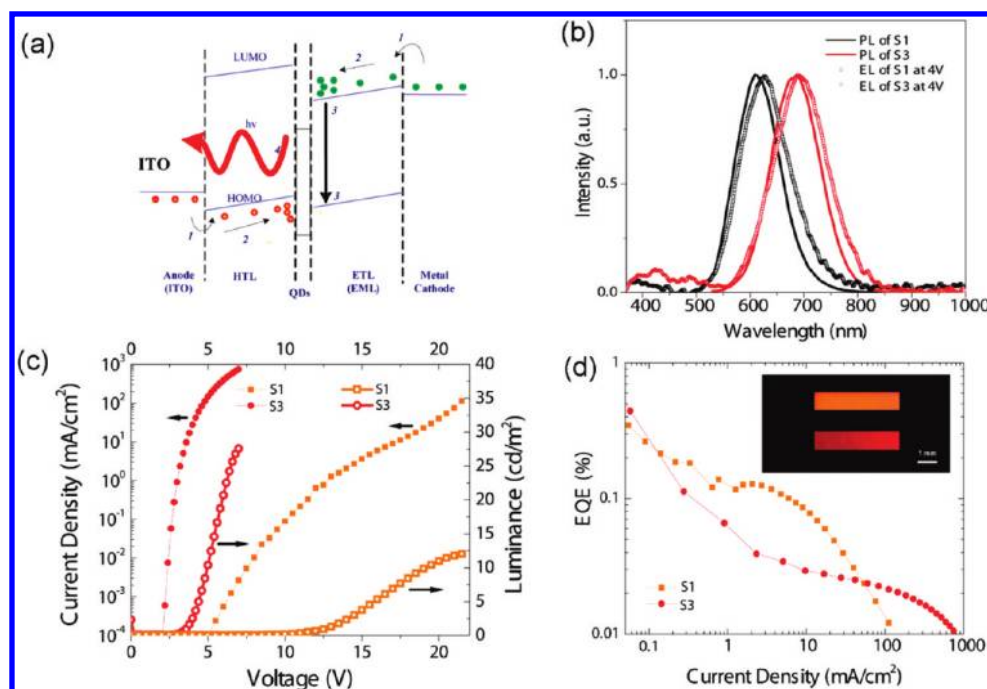 (a)
LUMO
1
2
3
hν
4
ITO
HOMO
3
1
2
Anode
(ITO)
HTL
QDs
ETL
(EML)
Metal
Cathode
(b)
PL of S1
PL of S3
EL of S1 at 4V
EL of S3 at 4V
1.0
0.5
0.0
Intensity (a.u.)
400 500 600 700 800 900 1000
Wavelength (nm)
(c)
0 5 10 15 20
10³
10²
10¹
10⁰
10⁻¹
10⁻²
10⁻³
10⁻⁴
Current Density (mA/cm²)
S1 S1
S3 S3
40
35
30
25
20
15
10
5
0
Luminance (cd/m²)
0 5 10 15 20
Voltage (V)
(d)
1
0.1
0.01
EQE (%)
1 mm
S1
S3
0.1 1 10 100 1000
Current Density (mA/cm²)